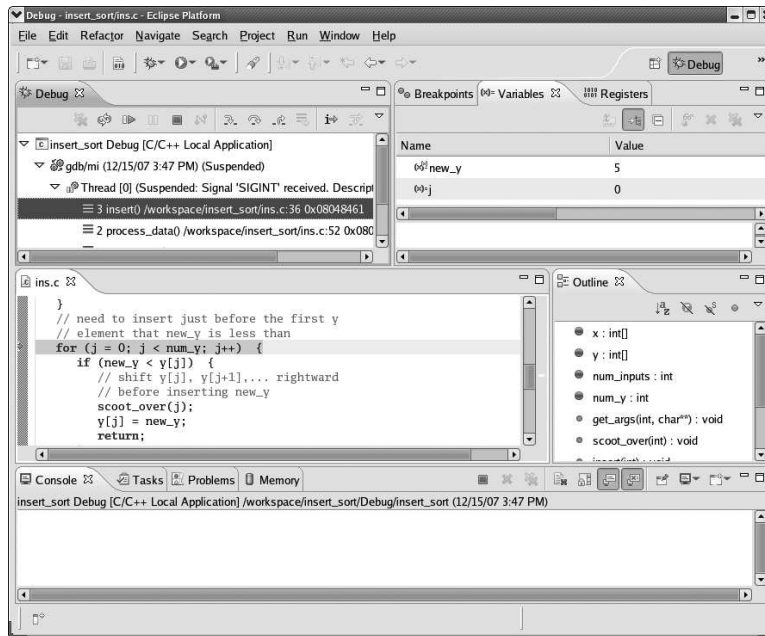 Debug - insert_sort/ins.c - Eclipse Platform
File Edit Refactor Navigate Search Project Run Window Help
Debug
Debug
insert_sort Debug [C/C++ Local Application]
gdb/mi (12/15/07 3:47 PM) (Suspended)
Thread [0] (Suspended: Signal 'SIGINT' received. Descript
3 insert() /workspace/insert_sort/ins.c:36 0x08048461
2 process_data() /workspace/insert_sort/ins.c:52 0x080
Breakpoints Variables Registers
Name Value
new_y 5
j 0
ins.c
}
// need to insert just before the first y
// element that new_y is less than
for (j = 0; j < num_y; j++) {
if (new_y < y[j]) {
// shift y[j], y[j+1],... rightward
// before inserting new_y
scoot_over(j);
y[j] = new_y;
return;
Outline
x : int[]
y : int[]
num_inputs : int
num_y : int
get_args(int, char**) : void
scoot_over(int) : void
Console Tasks Problems Memory
insert_sort Debug [C/C++ Local Application] /workspace/insert_sort/Debug/insert_sort (12/15/07 3:47 PM)